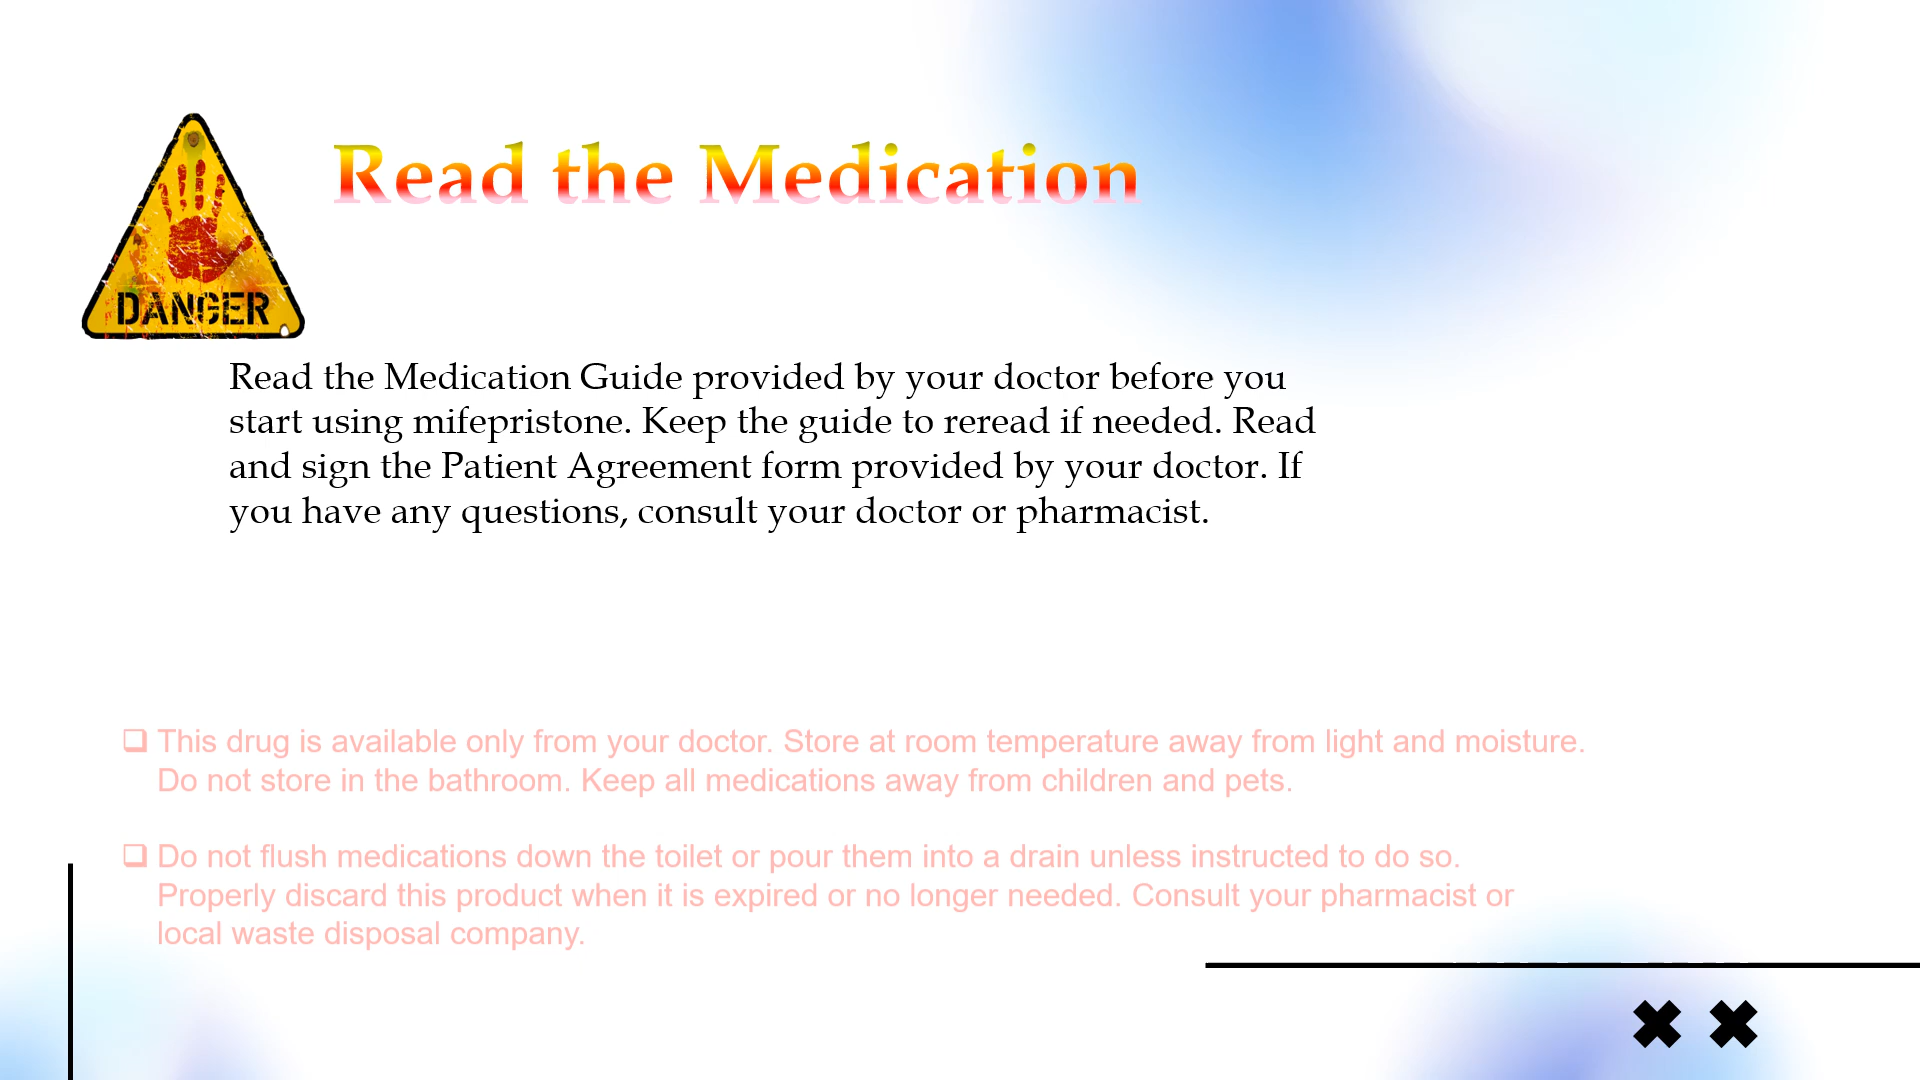 Read the Medication
DANGER
Read the Medication Guide provided by your doctor before you
start using mifepristone. Keep the guide to reread if needed. Read
and sign the Patient Agreement form provided by your doctor. If
you have any questions, consult your doctor or pharmacist.
This drug is available only from your doctor. Store at room temperature away from light and moisture.
Do not store in the bathroom. Keep all medications away from children and pets.
Do not flush medications down the toilet or pour them into a drain unless instructed to do so.
Properly discard this product when it is expired or no longer needed. Consult your pharmacist or
local waste disposal company.